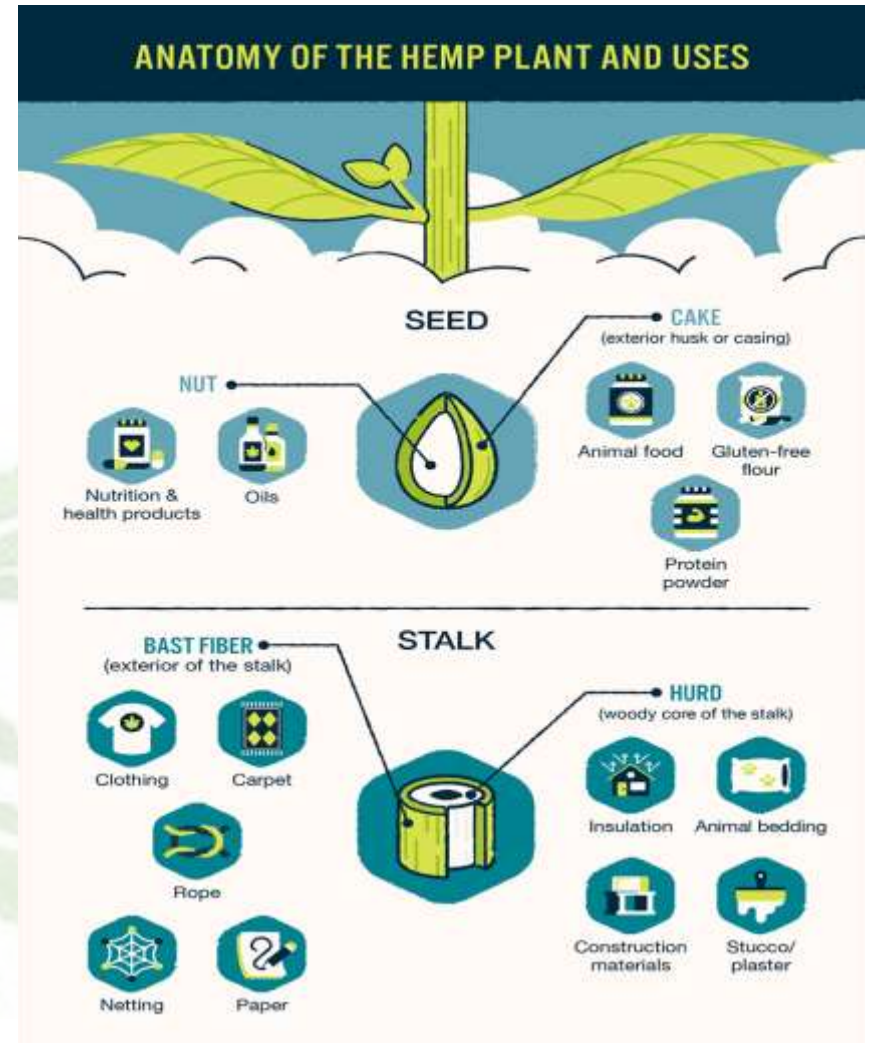 ANATOMY OF THE HEMP PLANT AND USES
SEED
CAKE
(exterior husk or casing)
NUT
Animal food
Gluten-free
flour
Nutrition &
health products
Oils
Protein
powder
STALK
BAST FIBER
(exterior of the stalk)
HURD
(woody core of the stalk)
Clothing
Carpet
Insulation
Animal bedding
Rope
Construction
materials
Stucco/
plaster
Netting
Paper